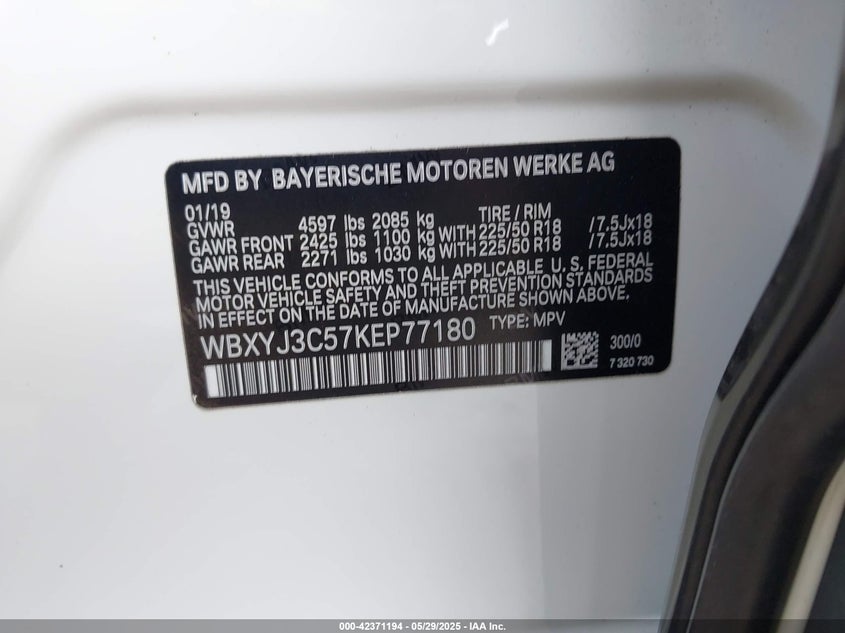 MFD BY BAYERISCHE MOTOREN WERKE AG
01/19
GVWR 4597 lbs 2085 kg TIRE / RIM
GAWR FRONT 2425 lbs 1100 kg WITH 225/50 R18 /7.5Jx18
GAWR REAR 2271 lbs 1030 kg WITH 225/50 R18 /7.5Jx18
THIS VEHICLE CONFORMS TO ALL APPLICABLE U. S. FEDERAL
MOTOR VEHICLE SAFETY AND THEFT PREVENTION STANDARDS
IN EFFECT ON THE DATE OF MANUFACTURE SHOWN ABOVE.
WBXYJ3C57KEP77180 TYPE: MPV
300/0
7 320 730
000-42371194 - 05/29/2025 - IAA Inc.